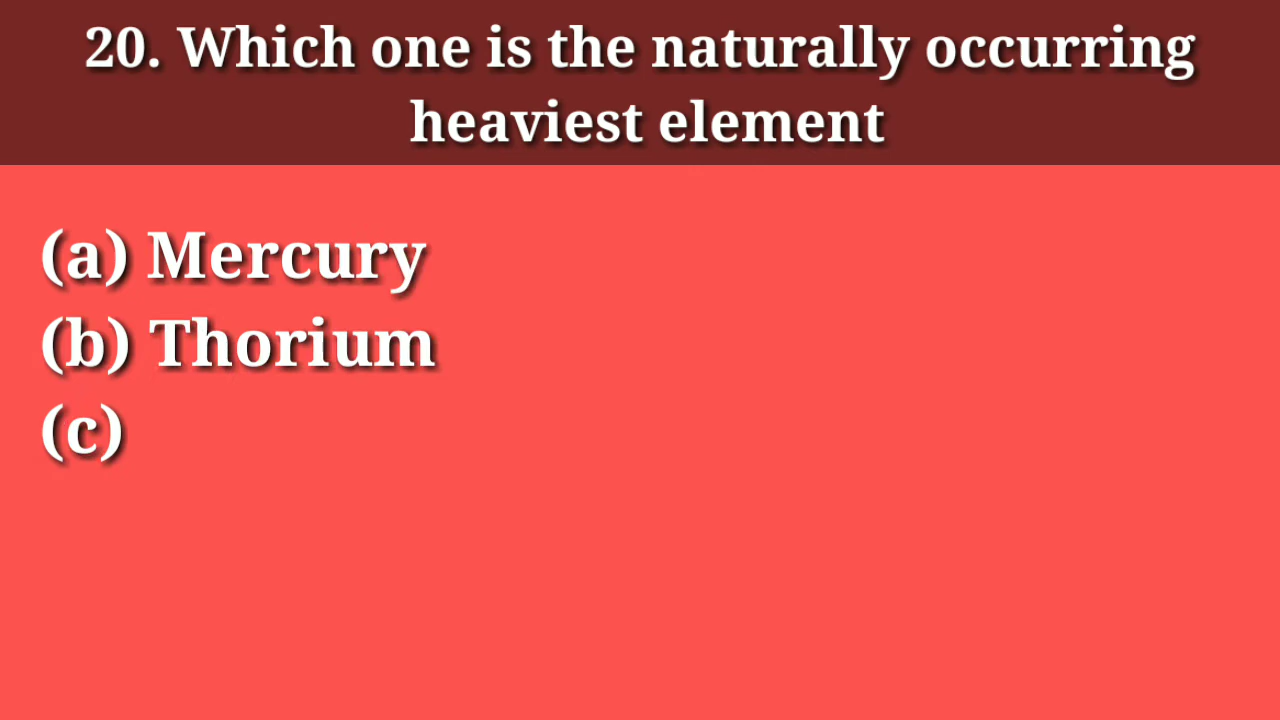 20. Which one is the naturally occurring
heaviest element
(a) Mercury
(b) Thorium
(c)